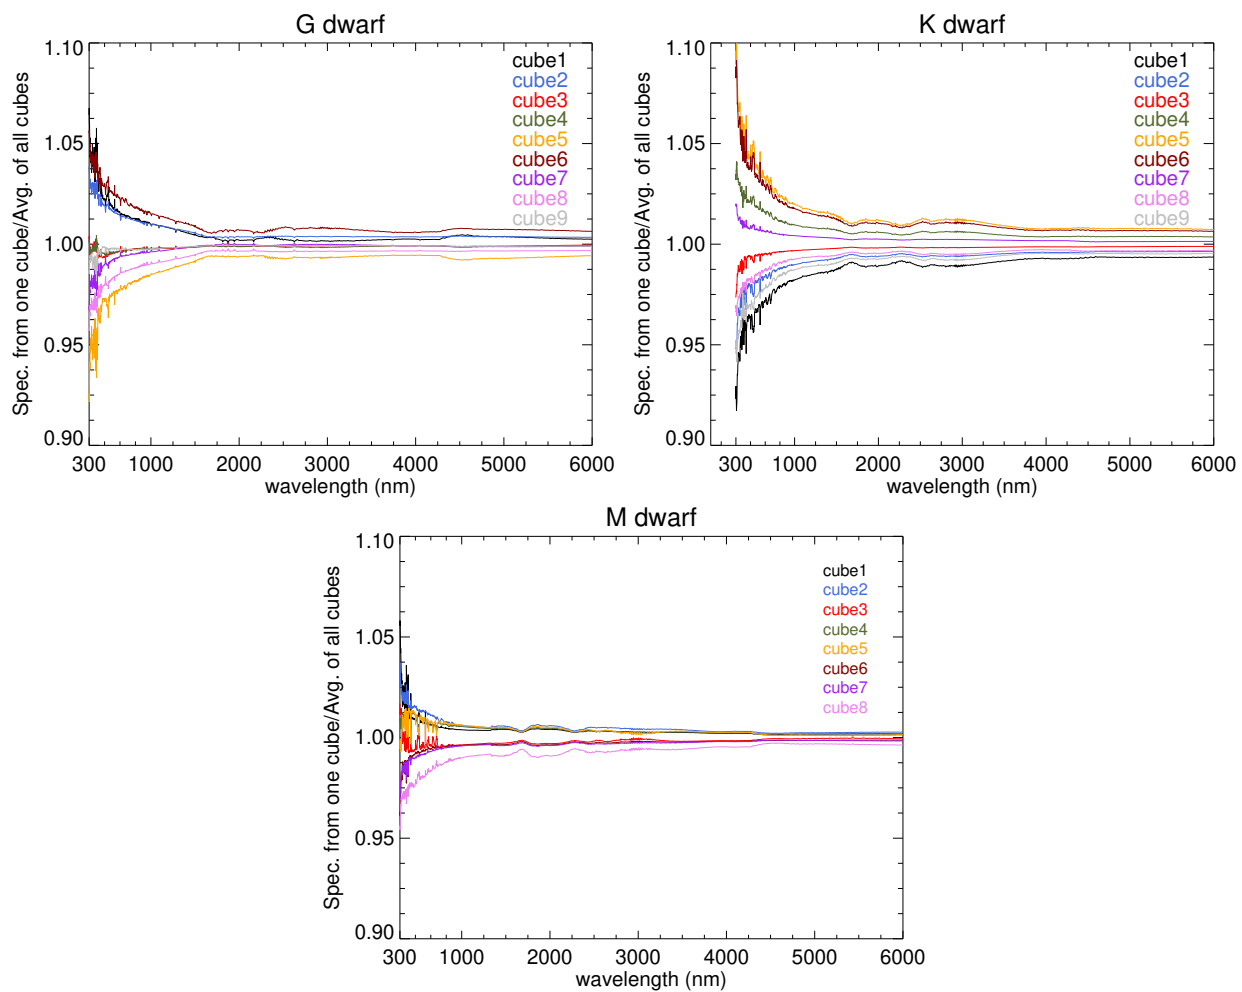 G dwarf
Spec. from one cube/Avg. of all cubes
1.10
1.05
1.00
0.95
0.90
cube1
cube2
cube3
cube4
cube5
cube6
cube7
cube8
cube9
300 1000 2000 3000 4000 5000 6000
wavelength (nm)
K dwarf
Spec. from one cube/Avg. of all cubes
1.10
1.05
1.00
0.95
0.90
cube1
cube2
cube3
cube4
cube5
cube6
cube7
cube8
cube9
300 1000 2000 3000 4000 5000 6000
wavelength (nm)
M dwarf
Spec. from one cube/Avg. of all cubes
1.10
1.05
1.00
0.95
0.90
cube1
cube2
cube3
cube4
cube5
cube6
cube7
cube8
300 1000 2000 3000 4000 5000 6000
wavelength (nm)